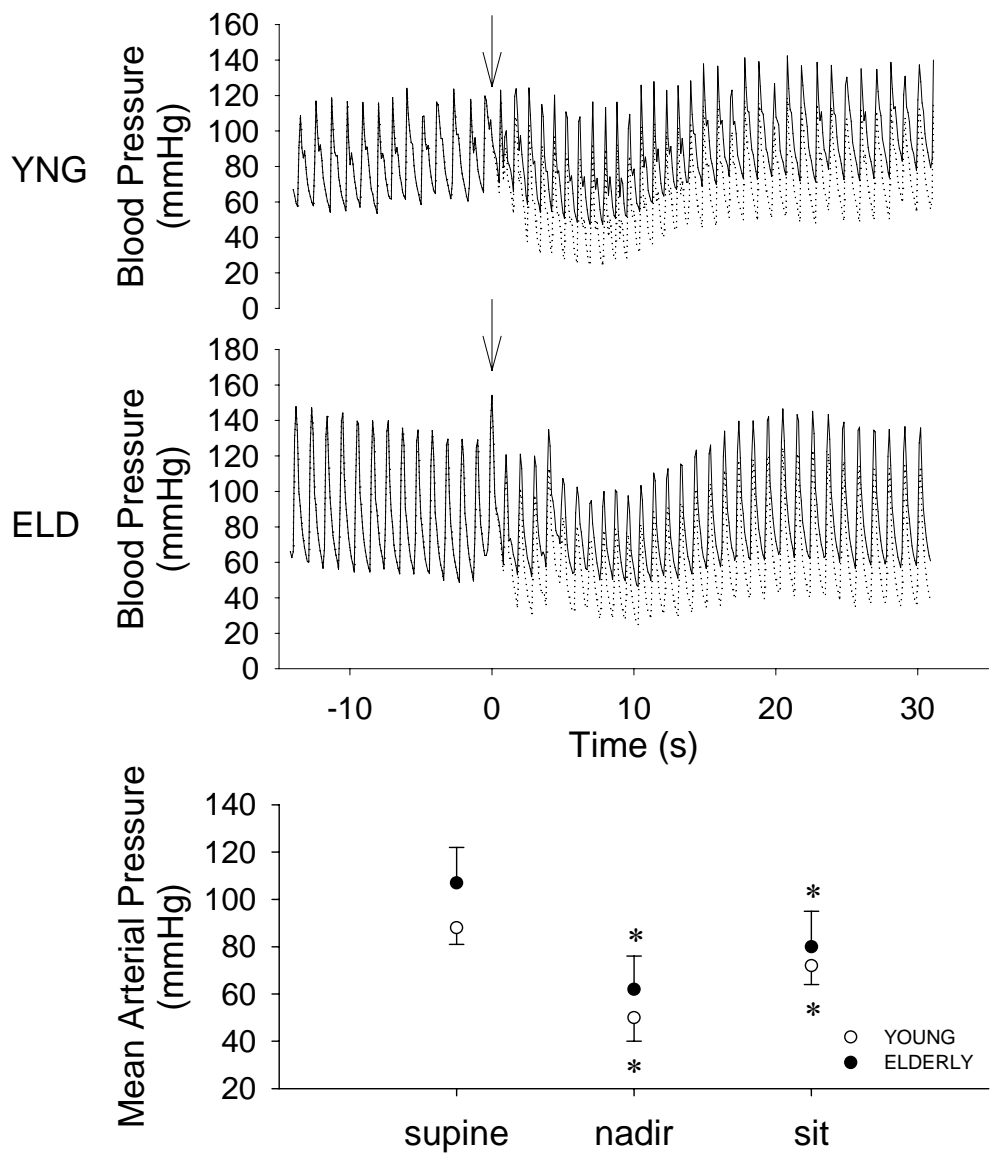 160
140
120
100
80
60
40
20
0
YNG
Blood Pressure
(mmHg)
180
160
140
120
100
80
60
40
20
0
ELD
Blood Pressure
(mmHg)
-10 0 10 20 30
Time (s)
140
120
100
80
60
40
20
Mean Arterial Pressure
(mmHg)
* *
* *
YOUNG
ELDERLY
supine nadir sit